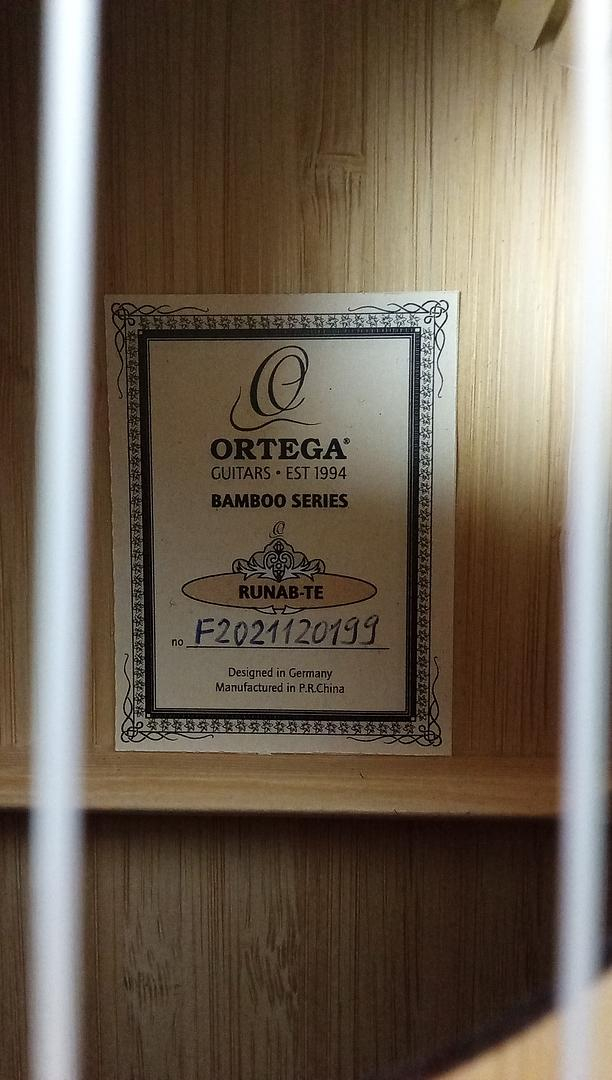 ORTEGA®
GUITARS • EST 1994
BAMBOO SERIES
RUNAB-TE
no F2021120199
Designed in Germany
Manufactured in P.R.China